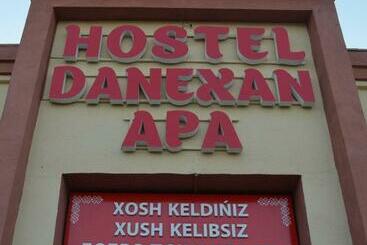 HOSTEL
DANEXAN
APA
XOSH KELDIŃIZ
XUSH KELIBSIZ